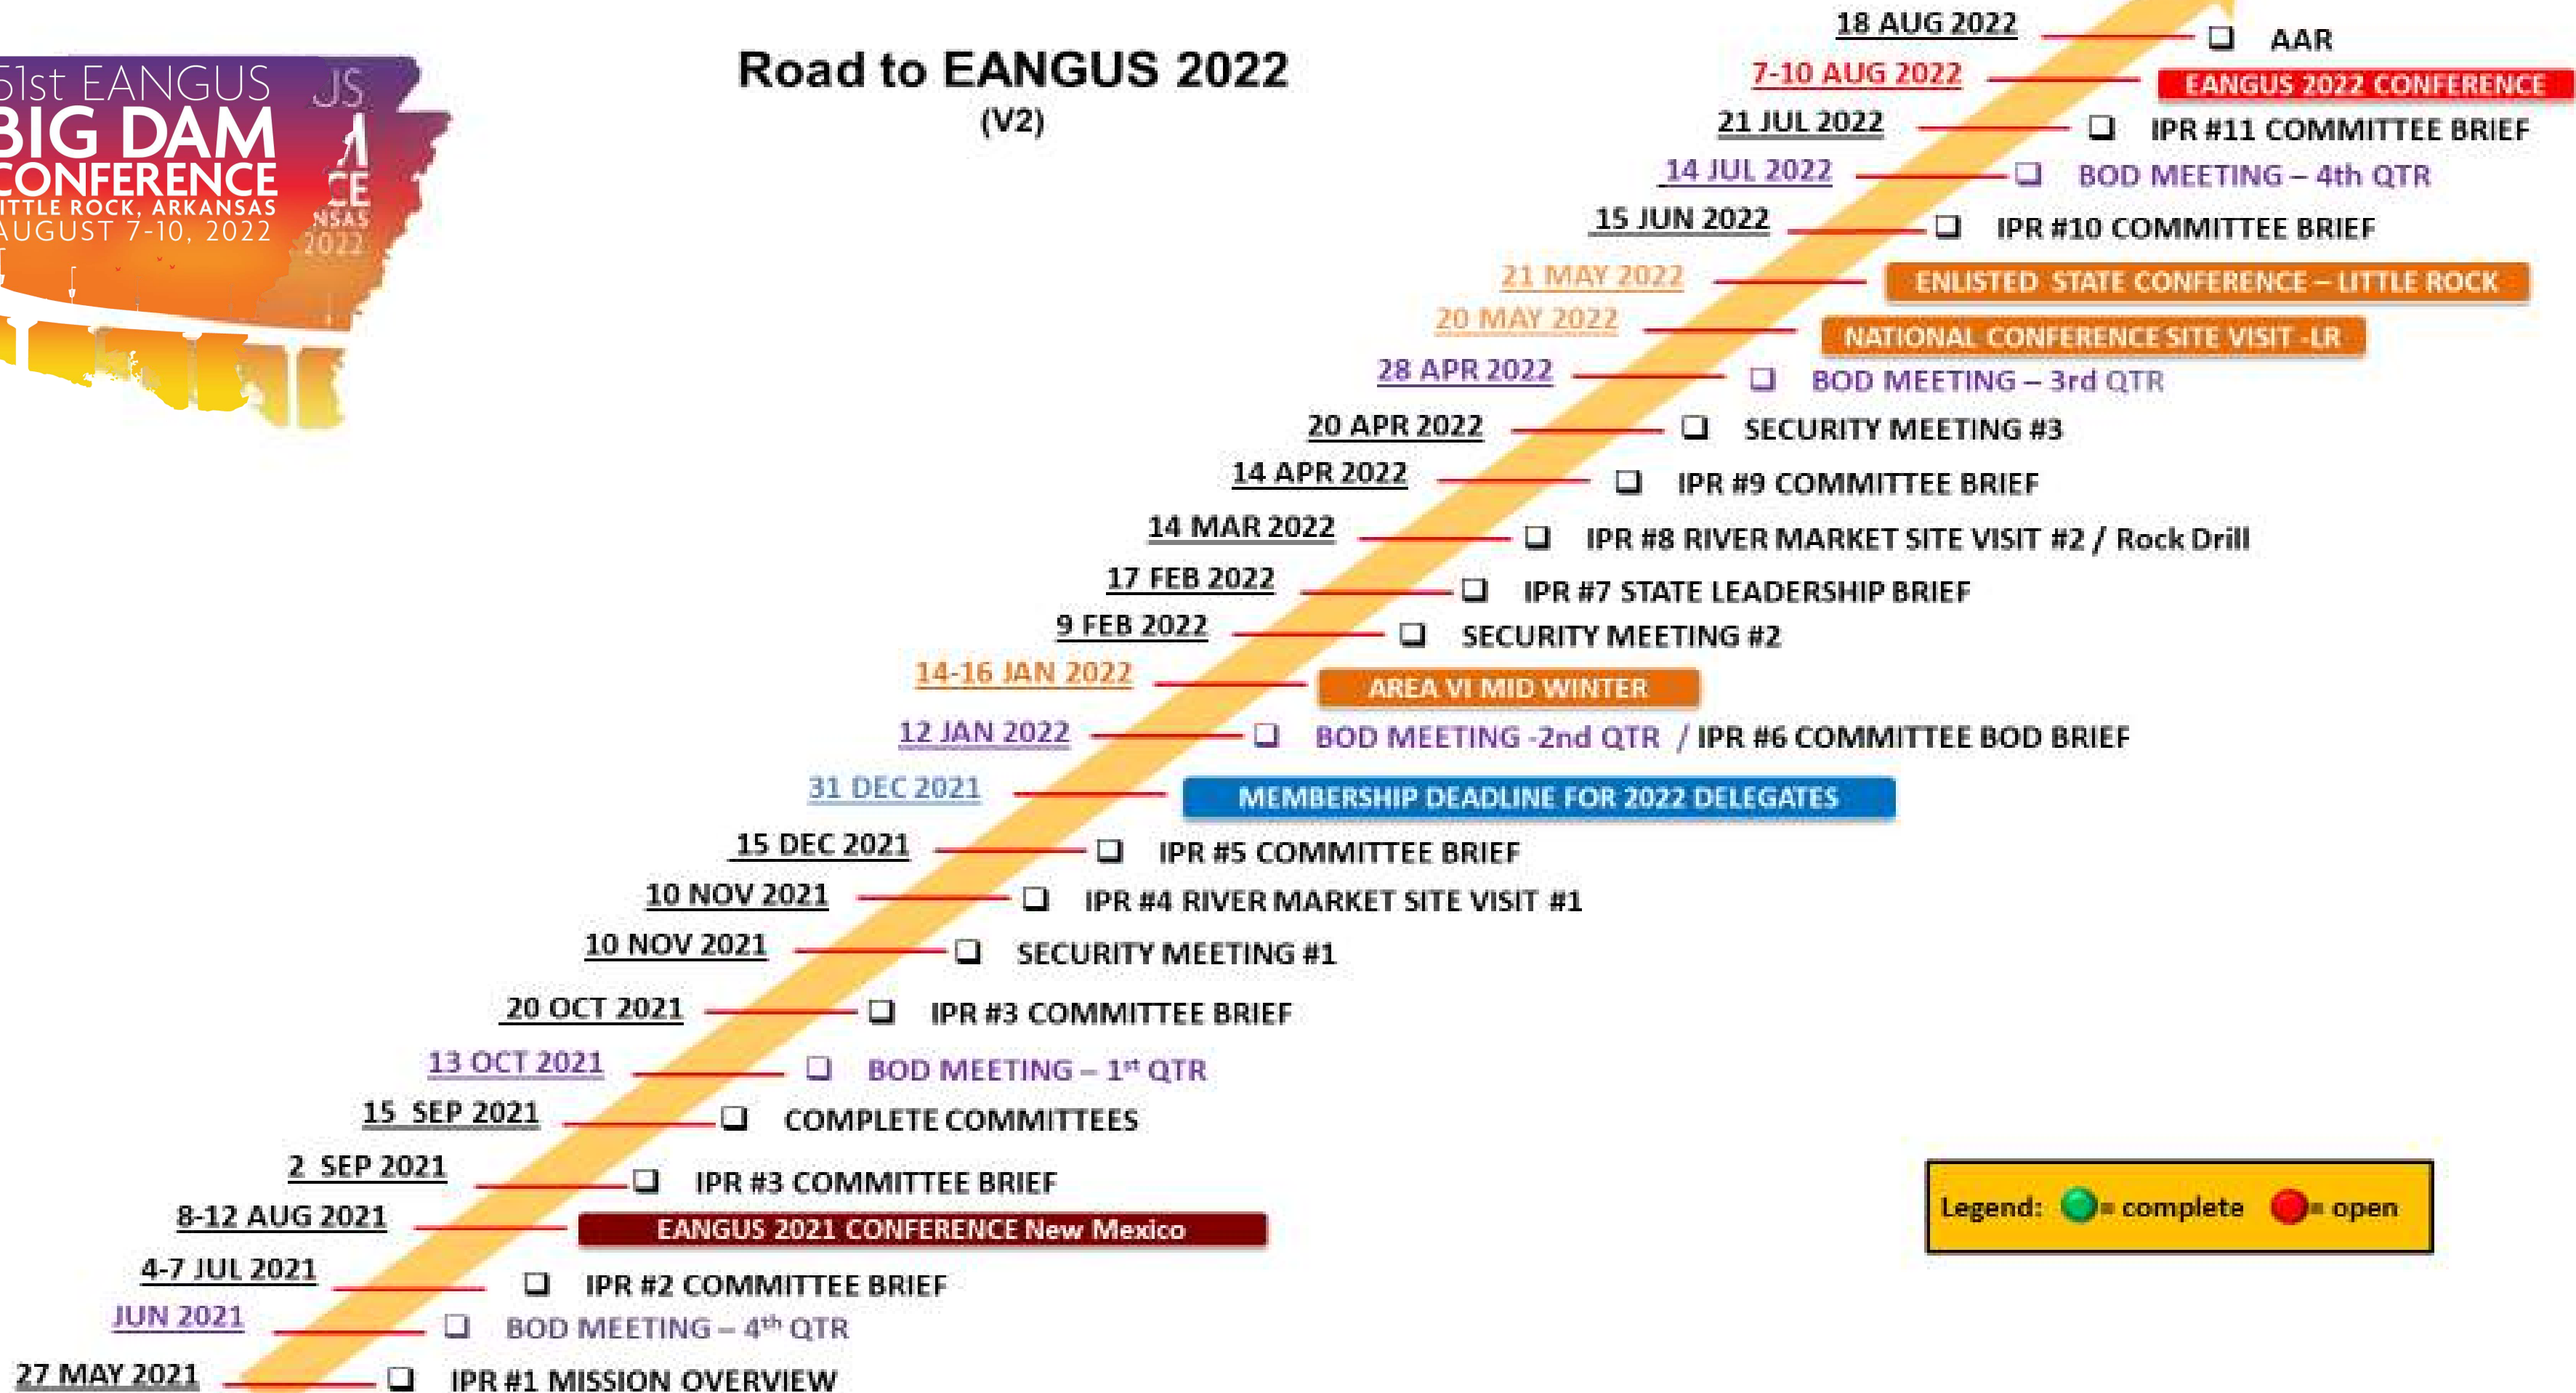 51st EANGUS
BIG DAM
CONFERENCE
LITTLE ROCK, ARKANSAS
AUGUST 7-10, 2022
JS
CE
NSAS
2022
Road to EANGUS 2022
(V2)
18 AUG 2022 AAR
7-10 AUG 2022 EANGUS 2022 CONFERENCE
21 JUL 2022 IPR #11 COMMITTEE BRIEF
14 JUL 2022 BOD MEETING – 4th QTR
15 JUN 2022 IPR #10 COMMITTEE BRIEF
21 MAY 2022 ENLISTED STATE CONFERENCE – LITTLE ROCK
20 MAY 2022 NATIONAL CONFERENCE SITE VISIT -LR
28 APR 2022 BOD MEETING – 3rd QTR
20 APR 2022 SECURITY MEETING #3
14 APR 2022 IPR #9 COMMITTEE BRIEF
14 MAR 2022 IPR #8 RIVER MARKET SITE VISIT #2 / Rock Drill
17 FEB 2022 IPR #7 STATE LEADERSHIP BRIEF
9 FEB 2022 SECURITY MEETING #2
14-16 JAN 2022 AREA VI MID WINTER
12 JAN 2022 BOD MEETING -2nd QTR / IPR #6 COMMITTEE BOD BRIEF
31 DEC 2021 MEMBERSHIP DEADLINE FOR 2022 DELEGATES
15 DEC 2021 IPR #5 COMMITTEE BRIEF
10 NOV 2021 IPR #4 RIVER MARKET SITE VISIT #1
10 NOV 2021 SECURITY MEETING #1
20 OCT 2021 IPR #3 COMMITTEE BRIEF
13 OCT 2021 BOD MEETING – 1st QTR
15 SEP 2021 COMPLETE COMMITTEES
2 SEP 2021 IPR #3 COMMITTEE BRIEF
8-12 AUG 2021 EANGUS 2021 CONFERENCE New Mexico
4-7 JUL 2021 IPR #2 COMMITTEE BRIEF
JUN 2021 BOD MEETING – 4th QTR
27 MAY 2021 IPR #1 MISSION OVERVIEW
Legend: = complete = open